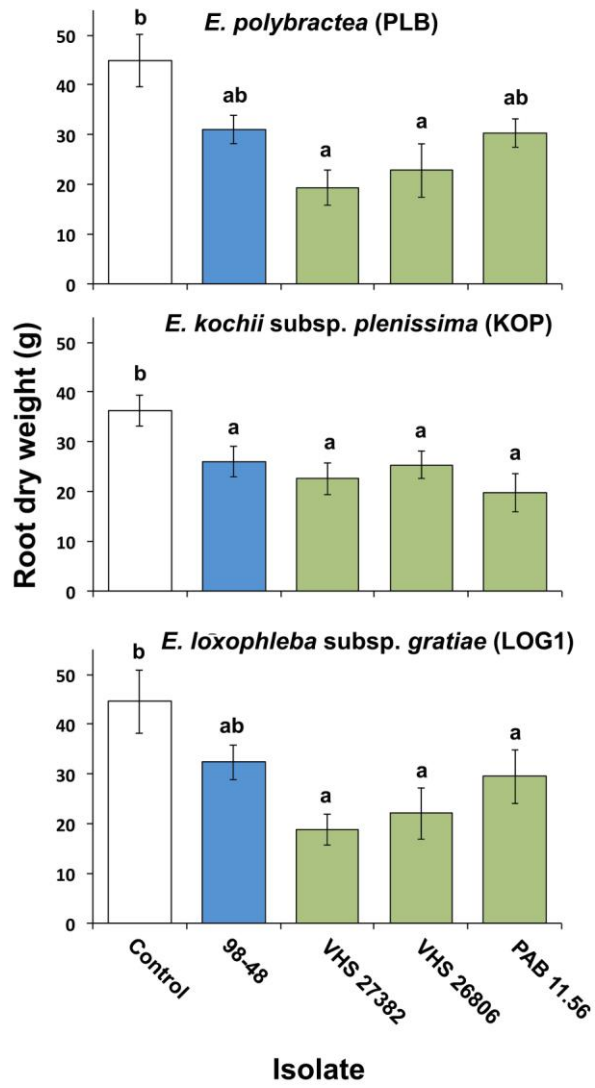 E. polybractea (PLB)
50
40
30
20
10
0
b
ab
a
a
ab
E. kochii subsp. plenissima (KOP)
50
40
30
20
10
0
b
a
a
a
a
E. loxophleba subsp. gratiae (LOG1)
50
40
30
20
10
0
b
ab
a
a
a
Root dry weight (g)
Control
98-48
VHS 27382
VHS 26806
PAB 11.56
Isolate